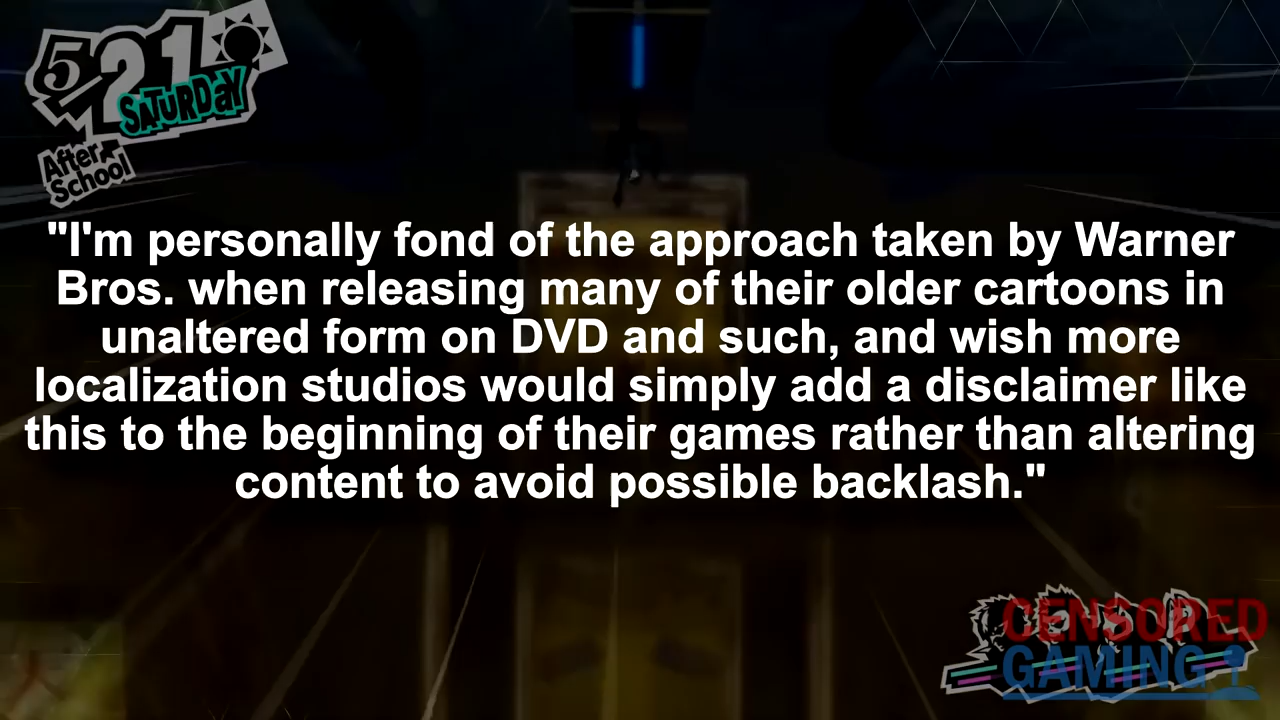 5/21
SATURDAY
After
School
"I'm personally fond of the approach taken by Warner
Bros. when releasing many of their older cartoons in
unaltered form on DVD and such, and wish more
localization studios would simply add a disclaimer like
this to the beginning of their games rather than altering
content to avoid possible backlash."
CENSORED
GAMING